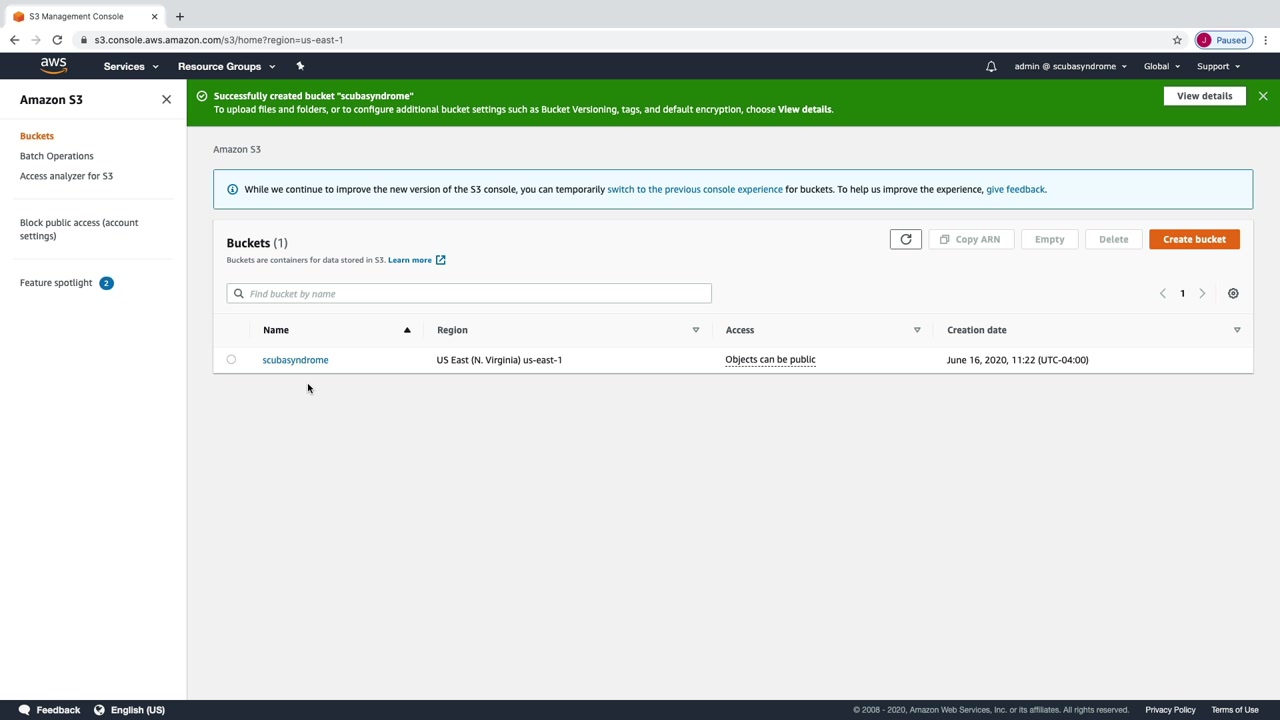 S3 Management Console
s3.console.aws.amazon.com/s3/home?region=us-east-1
J Paused
aws Services Resource Groups admin @ scubasyndrome Global Support
Amazon S3
Buckets
Batch Operations
Access analyzer for S3
Block public access (account
settings)
Feature spotlight 2
Successfully created bucket "scubasyndrome"
To upload files and folders, or to configure additional bucket settings such as Bucket Versioning, tags, and default encryption, choose View details.
View details
Amazon S3
While we continue to improve the new version of the S3 console, you can temporarily switch to the previous console experience for buckets. To help us improve the experience, give feedback.
Buckets (1)
Buckets are containers for data stored in S3. Learn more
Copy ARN Empty Delete Create bucket
Find bucket by name
1
Name Region Access Creation date
scubasyndrome US East (N. Virginia) us-east-1 Objects can be public June 16, 2020, 11:22 (UTC-04:00)
Feedback English (US) © 2008 - 2020, Amazon Web Services, Inc. or its affiliates. All rights reserved. Privacy Policy Terms of Use